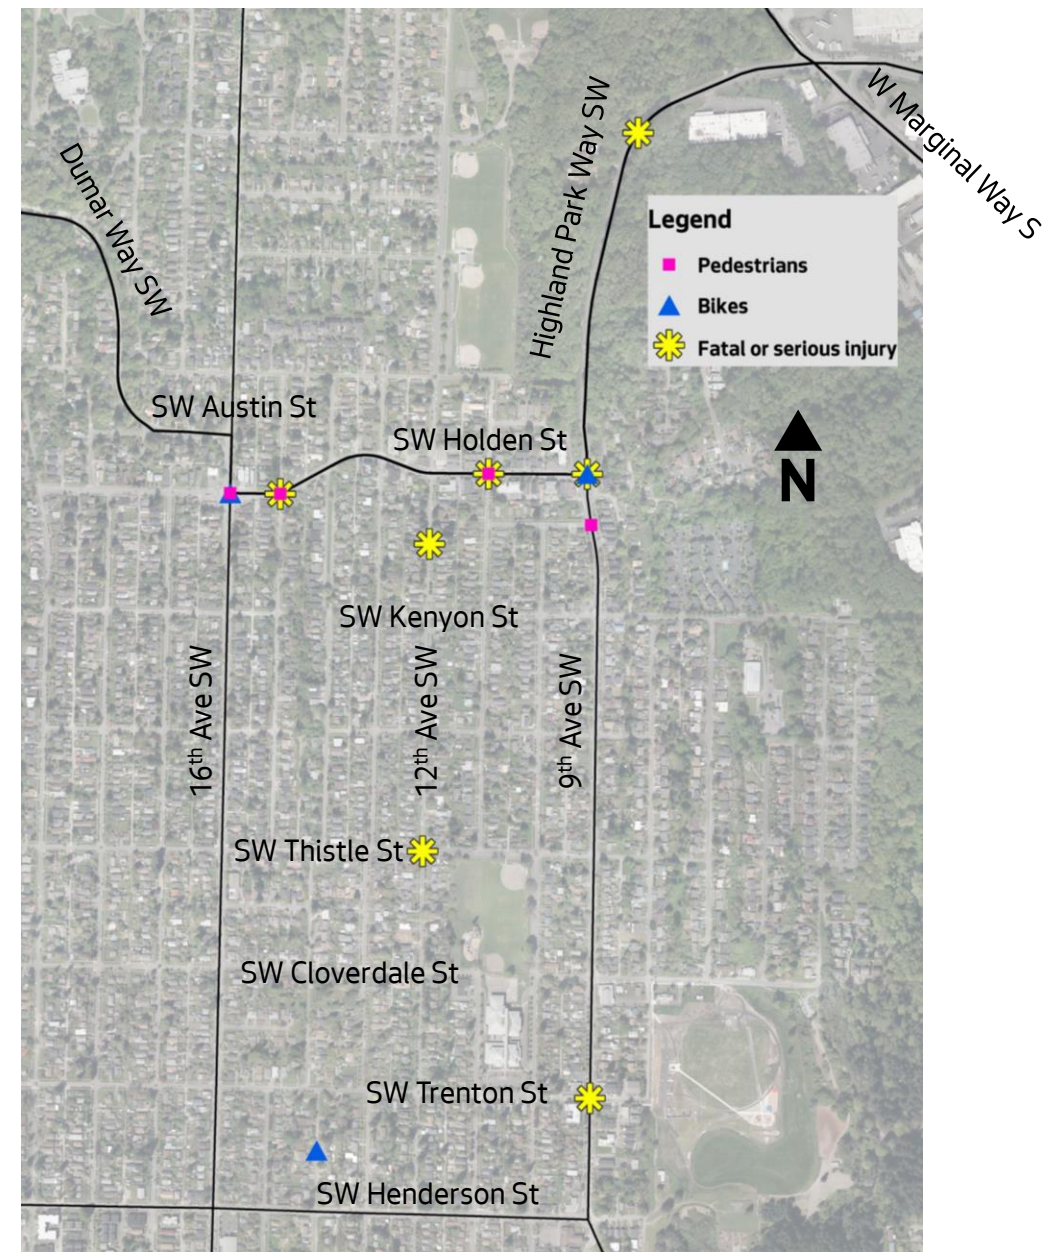 W Marginal Way S
Highland Park Way SW
Dumar Way SW
Legend
Pedestrians
Bikes
Fatal or serious injury
SW Austin St
SW Holden St
N
SW Kenyon St
16th Ave SW
12th Ave SW
9th Ave SW
SW Thistle St
SW Cloverdale St
SW Trenton St
SW Henderson St